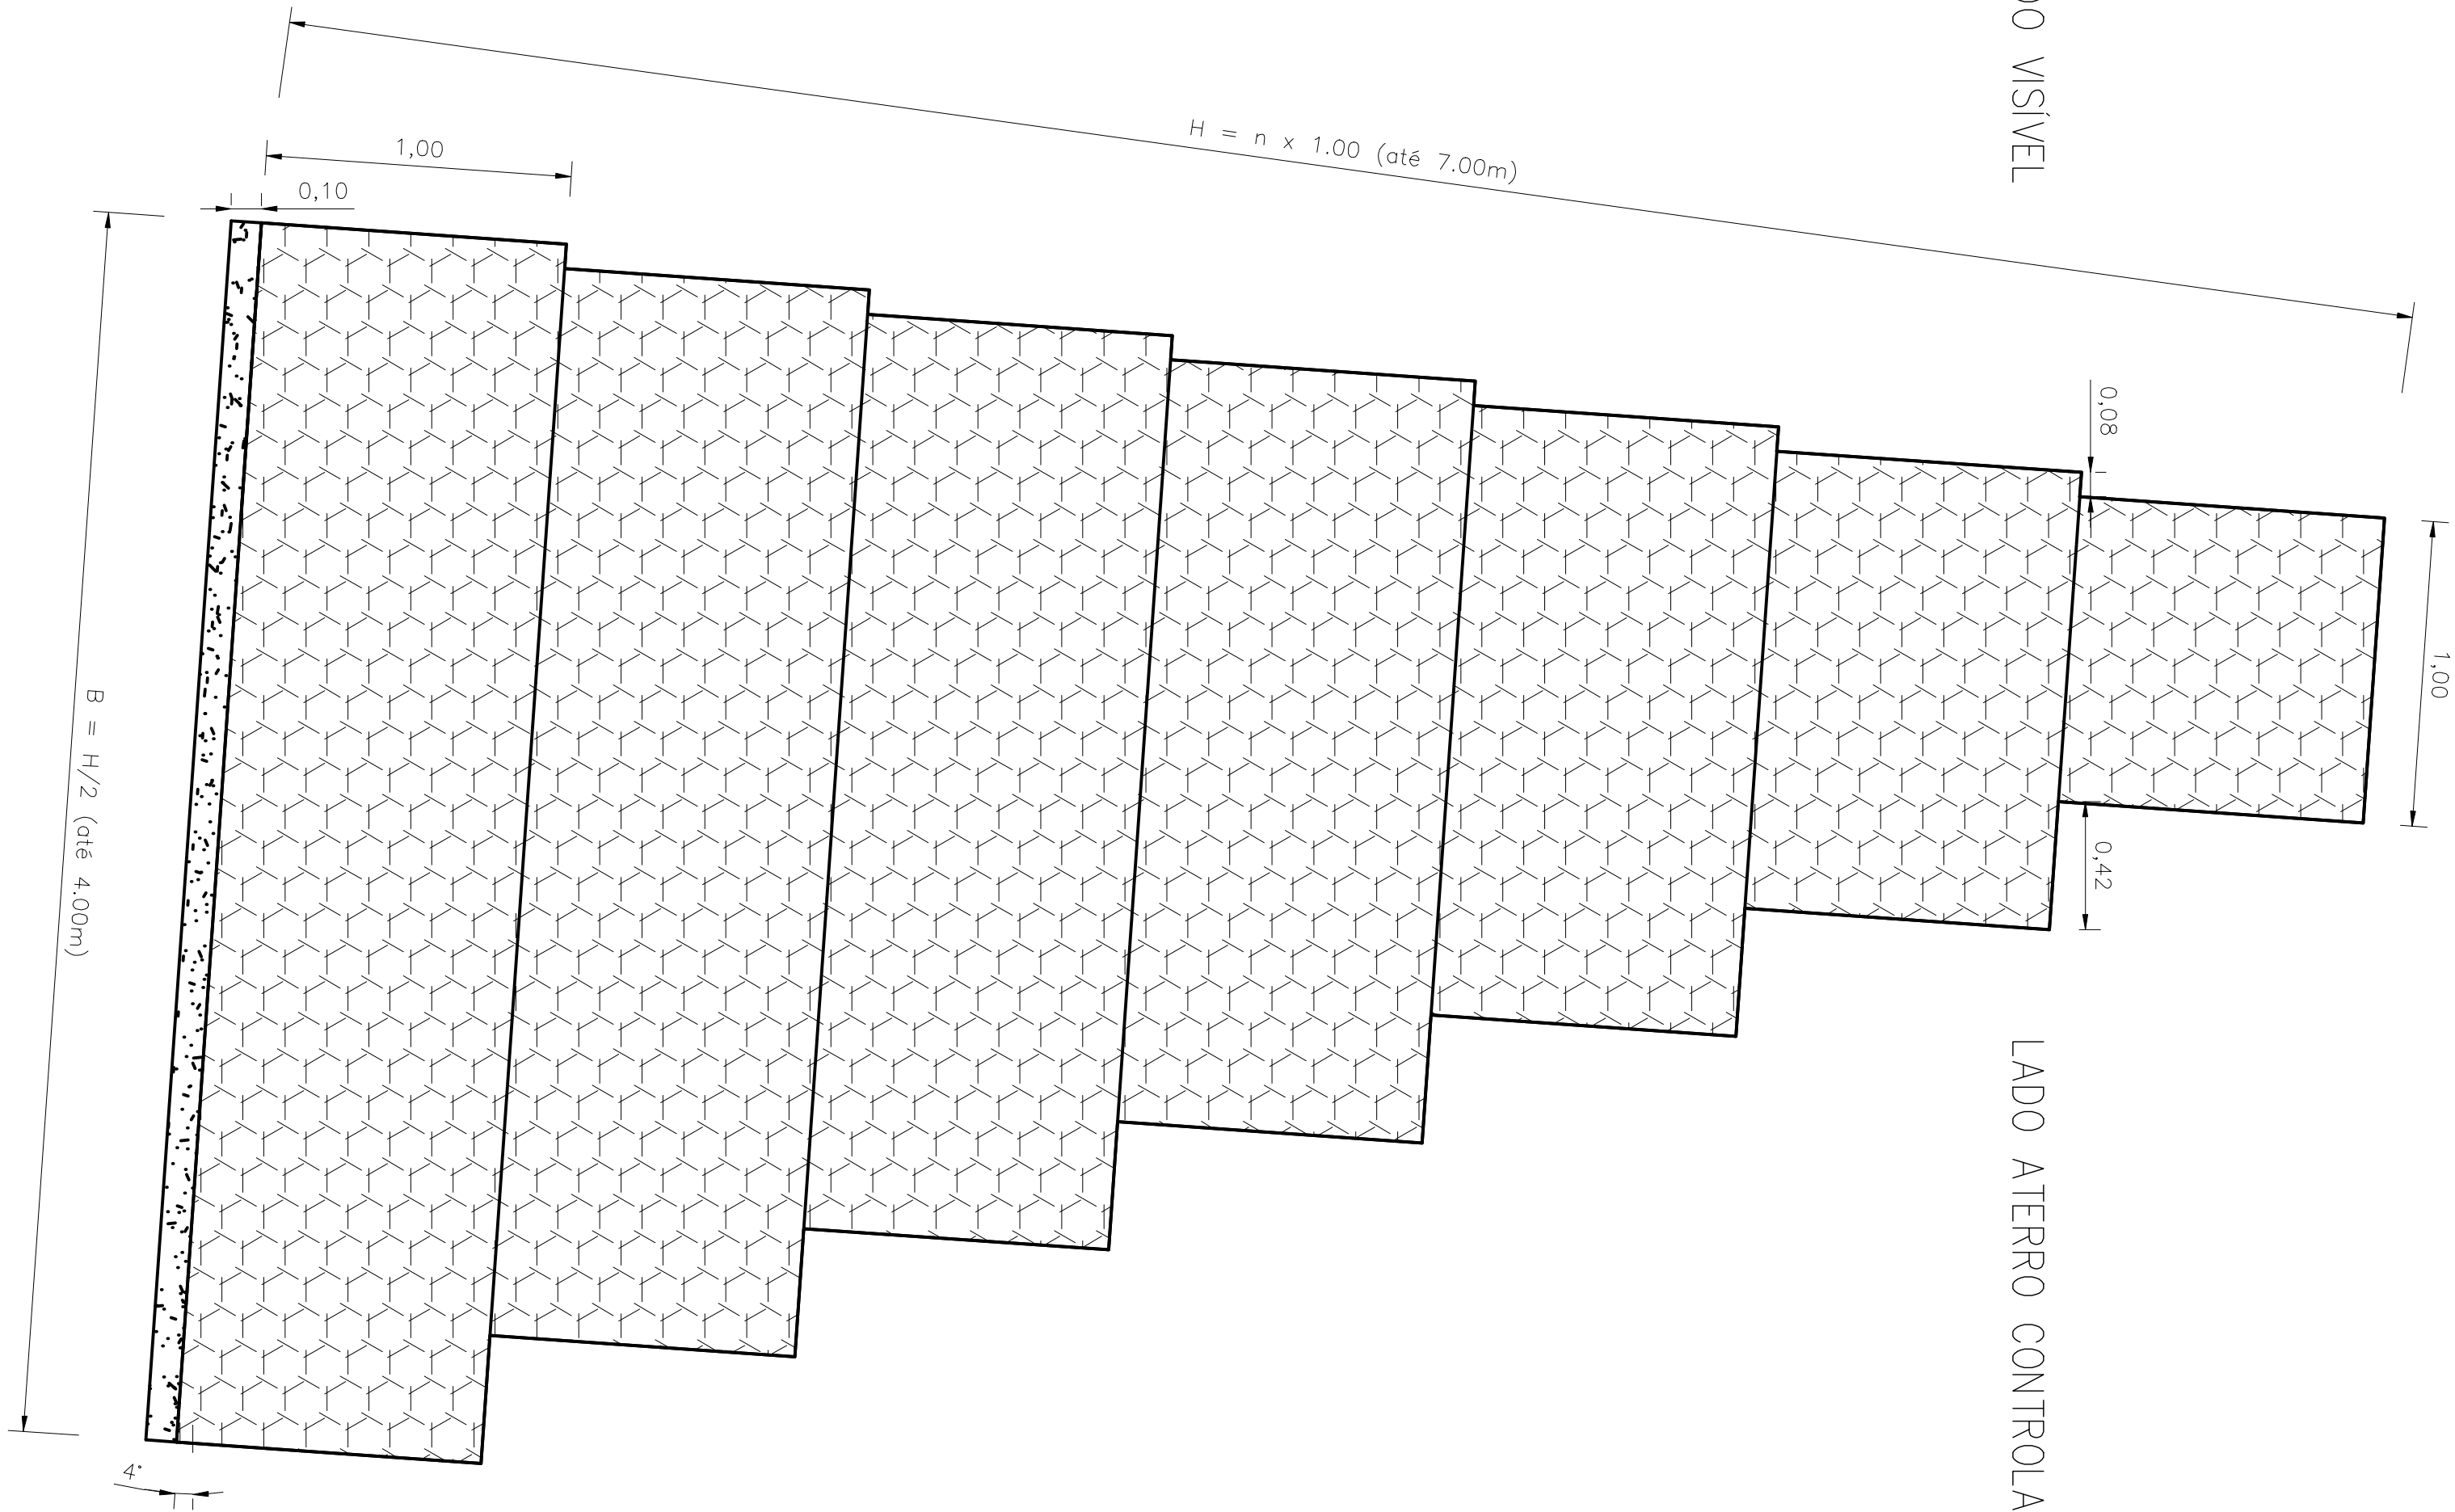 VISÍVEL
H = n x 1.00 (até 7.00m)
1,00
0,10
0,08
1,00
0,42
B = H/2 (até 4.00m)
LADO ATERRO CONTROLA
4°